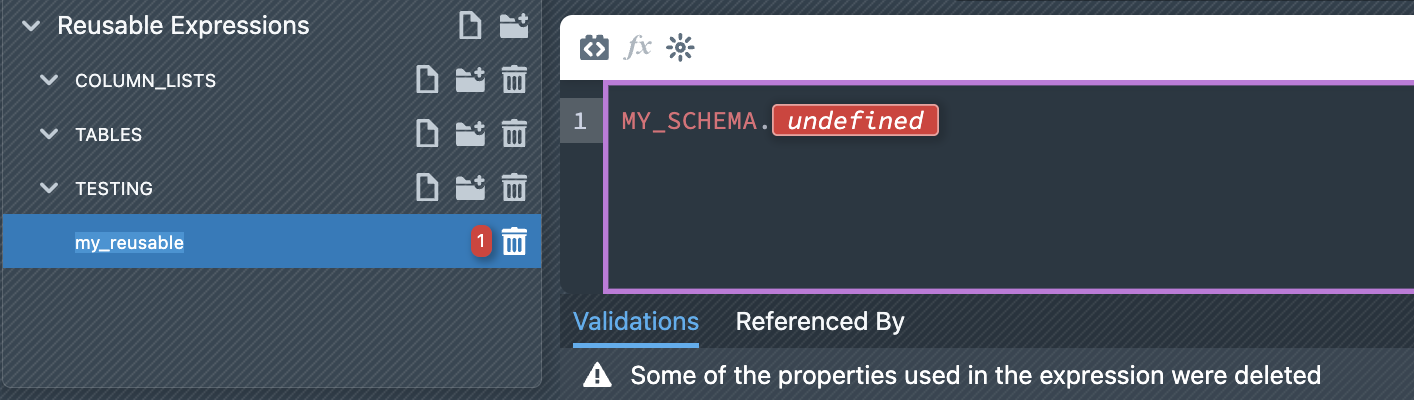 Reusable Expressions
COLUMN_LISTS
TABLES
TESTING
my_reusable 1
fx
1 MY_SCHEMA.undefined
Validations Referenced By
Some of the properties used in the expression were deleted